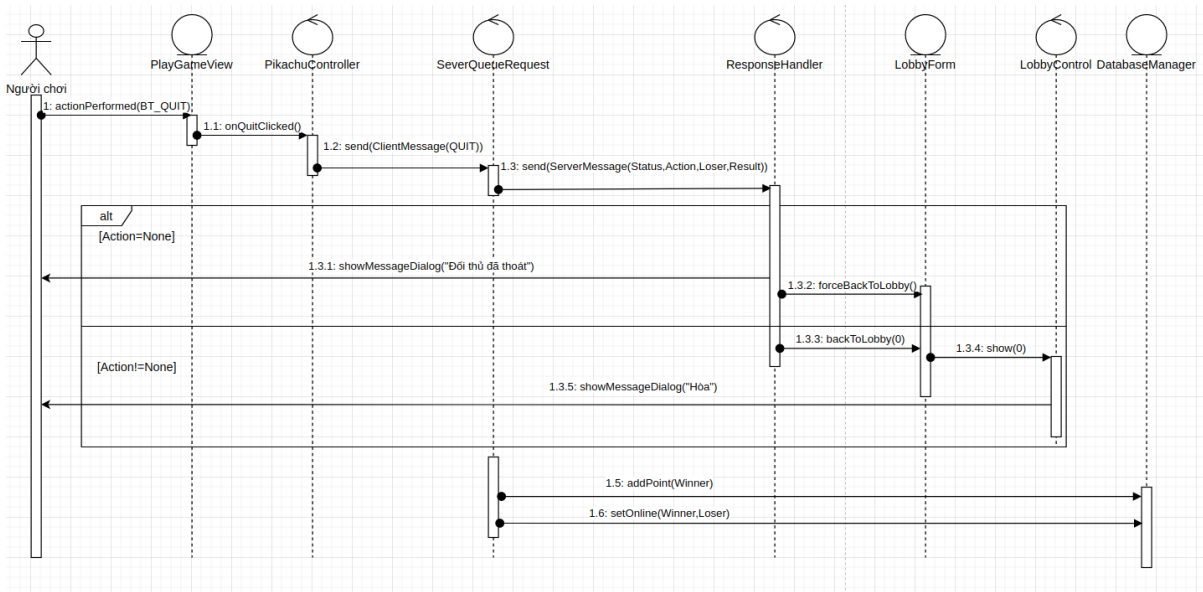 Người chơi
PlayGameView
PikachuController
SeverQueueRequest
ResponseHandler
LobbyForm
LobbyControl
DatabaseManager
1: actionPerformed(BT_QUIT)
1.1: onQuitClicked()
1.2: send(ClientMessage(QUIT))
1.3: send(ServerMessage(Status,Action,Loser,Result))
alt
[Action=None]
1.3.1: showMessageDialog("Đối thủ đã thoát")
1.3.2: forceBackToLobby()
1.3.3: backToLobby(0)
1.3.4: show(0)
[Action!=None]
1.3.5: showMessageDialog("Hòa")
1.5: addPoint(Winner)
1.6: setOnline(Winner,Loser)